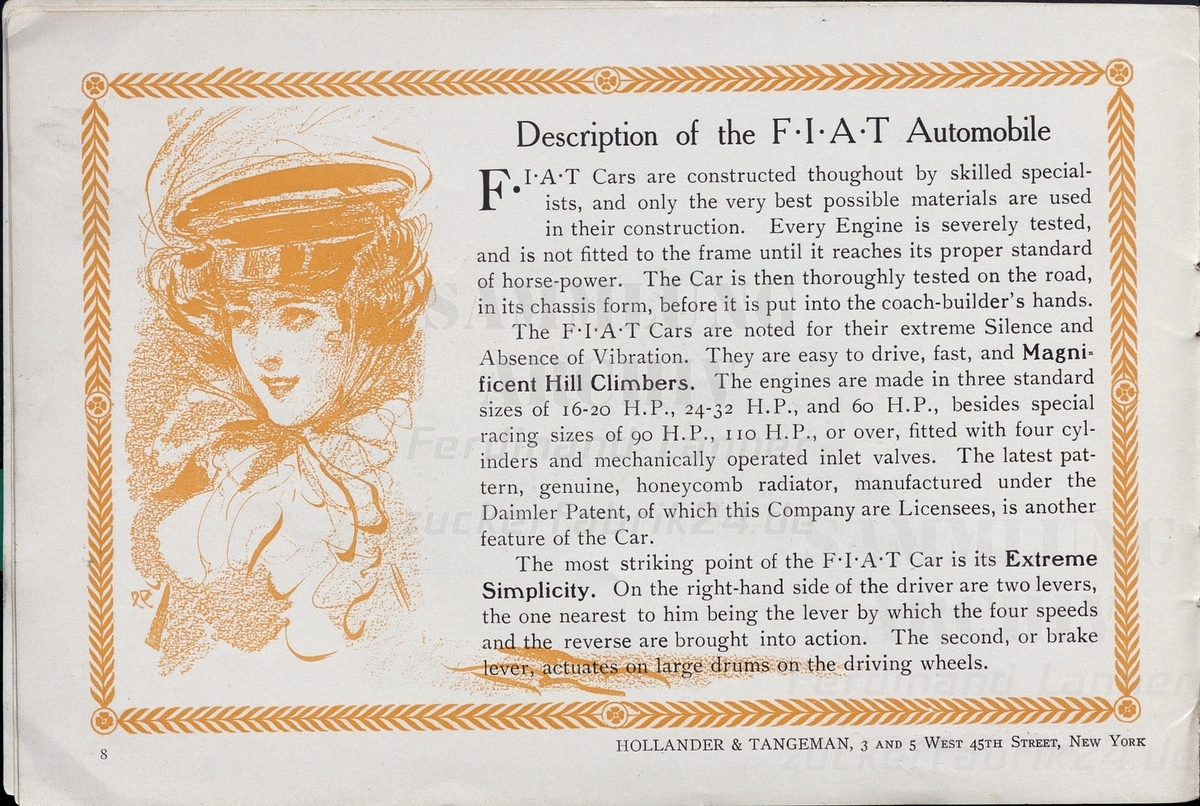 Description of the F·I·A·T Automobile
F·I·A·T Cars are constructed thoughout by skilled special-
ists, and only the very best possible materials are used
in their construction. Every Engine is severely tested,
and is not fitted to the frame until it reaches its proper standard
of horse-power. The Car is then thoroughly tested on the road,
in its chassis form, before it is put into the coach-builder's hands.
The F·I·A·T Cars are noted for their extreme Silence and
Absence of Vibration. They are easy to drive, fast, and Magni-
ficent Hill Climbers. The engines are made in three standard
sizes of 16-20 H.P., 24-32 H.P., and 60 H.P., besides special
racing sizes of 90 H.P., 110 H.P., or over, fitted with four cyl-
inders and mechanically operated inlet valves. The latest pat-
tern, genuine, honeycomb radiator, manufactured under the
Daimler Patent, of which this Company are Licensees, is another
feature of the Car.
The most striking point of the F·I·A·T Car is its Extreme
Simplicity. On the right-hand side of the driver are two levers,
the one nearest to him being the lever by which the four speeds
and the reverse are brought into action. The second, or brake
lever, actuates on large drums on the driving wheels.
8
HOLLANDER & TANGEMAN, 3 AND 5 WEST 45TH STREET, NEW YORK
SAMMLUNG
ARCHIV
Ferdinand Lanner
zuckerfabrik24.de
SAMMLUNG
Ferdinand Lanner
zuckerfabrik24.de